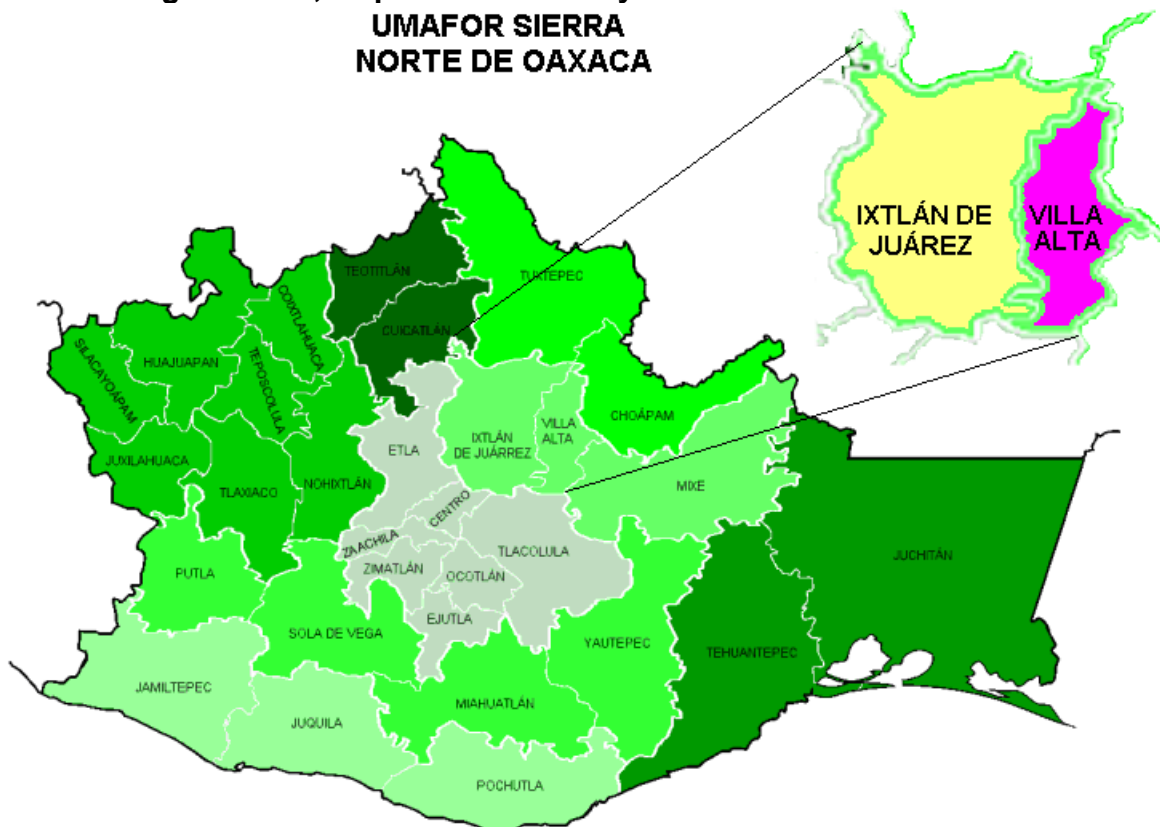 UMAFOR SIERRA
NORTE DE OAXACA
IXTLÁN DE
JUÁREZ
VILLA
ALTA
TEOTITLÁN
TUXTEPEC
CUICATLÁN
COIXTLAHUACA
HUAJUAPAN
SILACAYOÁPAM
TEPOSCOLULA
CHOÁPAM
VILLA
ALTA
IXTLÁN
DE JUÁRREZ
ETLA
JUXILAHUACA
TLAXIACO
NOHIXTLÁN
MIXE
CENTRO
ZAACHILA
TLACOLULA
JUCHITÁN
ZIMATLÁN
OCOTLÁN
PUTLA
EJUTLA
SOLA DE VEGA
YAUTEPEC
TEHUANTEPEC
JAMILTEPEC
MIAHUATLÁN
JUQUILA
POCHUTLA